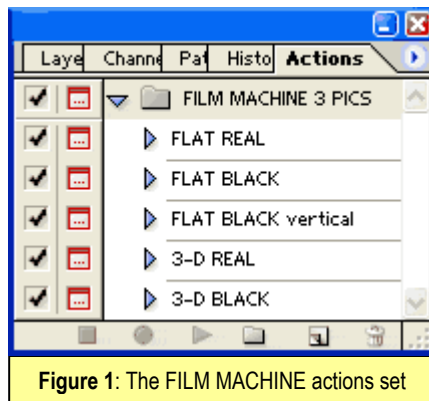 Laye Channe Pat Histo Actions
FILM MACHINE 3 PICS
FLAT REAL
FLAT BLACK
FLAT BLACK vertical
3-D REAL
3-D BLACK
Figure 1: The FILM MACHINE actions set